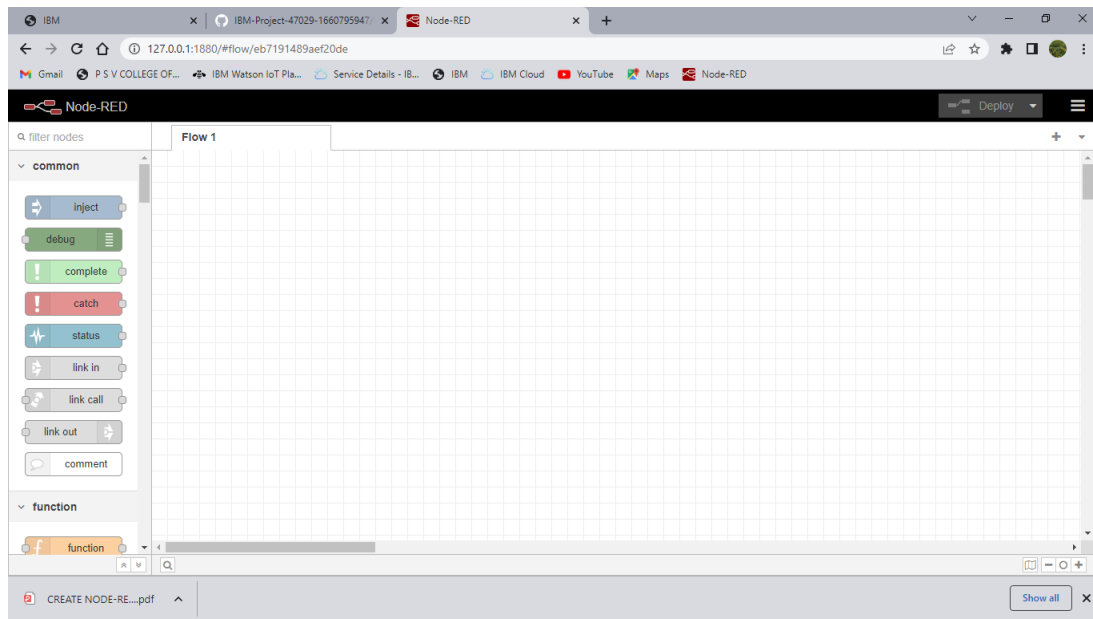 IBM
IBM-Project-47029-1660795947/
Node-RED
127.0.0.1:1880/#flow/eb7191489aef20de
Gmail
P S V COLLEGE OF...
IBM Watson IoT Pla...
Service Details - IB...
IBM
IBM Cloud
YouTube
Maps
Node-RED
Node-RED
Deploy
filter nodes
Flow 1
common
inject
debug
complete
catch
status
link in
link call
link out
comment
function
function
CREATE NODE-RE....pdf
Show all